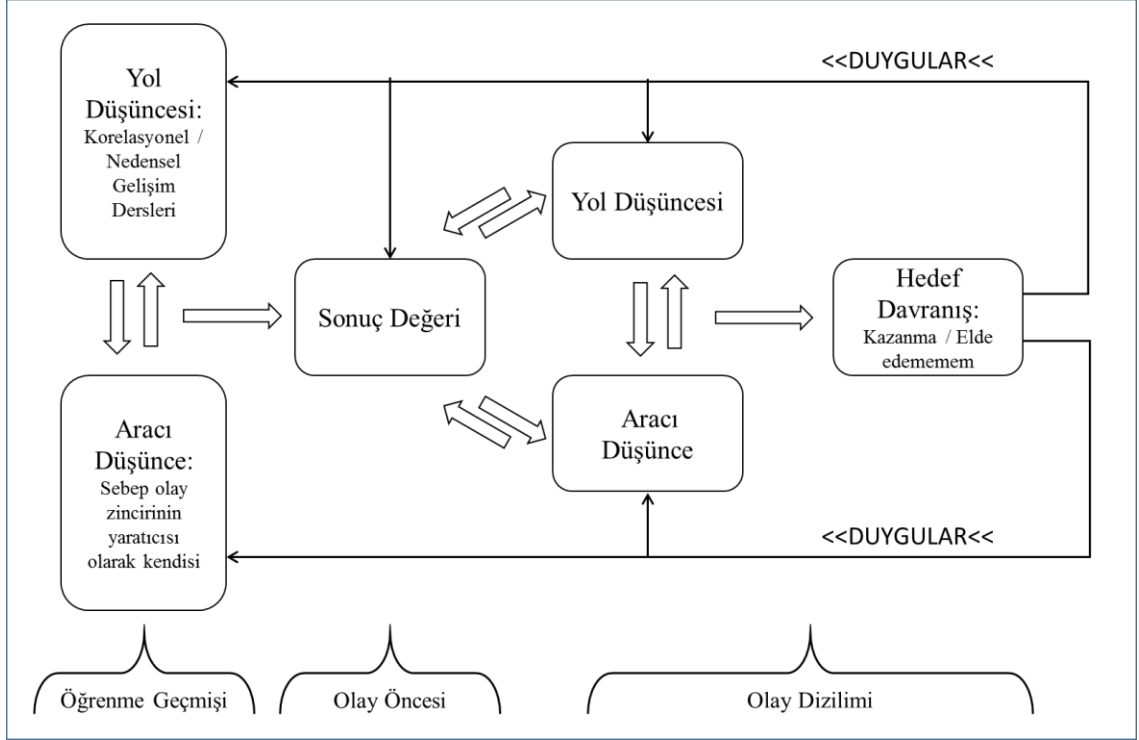 <<DUYGULAR<<
Yol
Düşüncesi:
Korelasyonel /
Nedensel
Gelişim
Dersleri
Yol Düşüncesi
Sonuç Değeri
Hedef
Davranış:
Kazanma / Elde
edememem
Aracı
Düşünce:
Sebep olay
zincirinin
yaratıcısı
olarak kendisi
Aracı
Düşünce
<<DUYGULAR<<
Öğrenme Geçmişi
Olay Öncesi
Olay Dizilimi